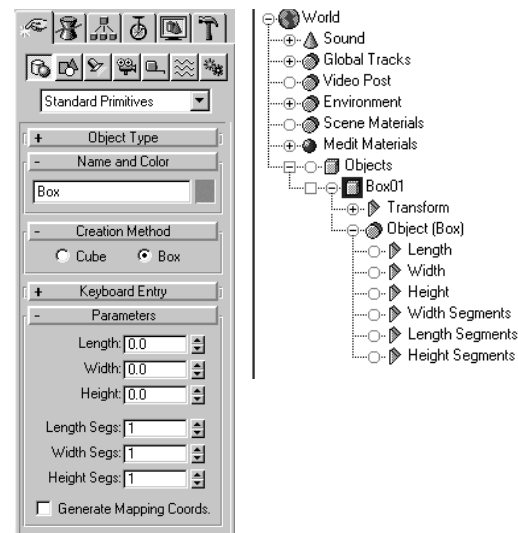 Standard Primitives
+ Object Type
- Name and Color
Box
- Creation Method
Cube Box
+ Keyboard Entry
- Parameters
Length: 0.0
Width: 0.0
Height: 0.0
Length Segs: 1
Width Segs: 1
Height Segs: 1
Generate Mapping Coords.
World
Sound
Global Tracks
Video Post
Environment
Scene Materials
Medit Materials
Objects
Box01
Transform
Object (Box)
Length
Width
Height
Width Segments
Length Segments
Height Segments